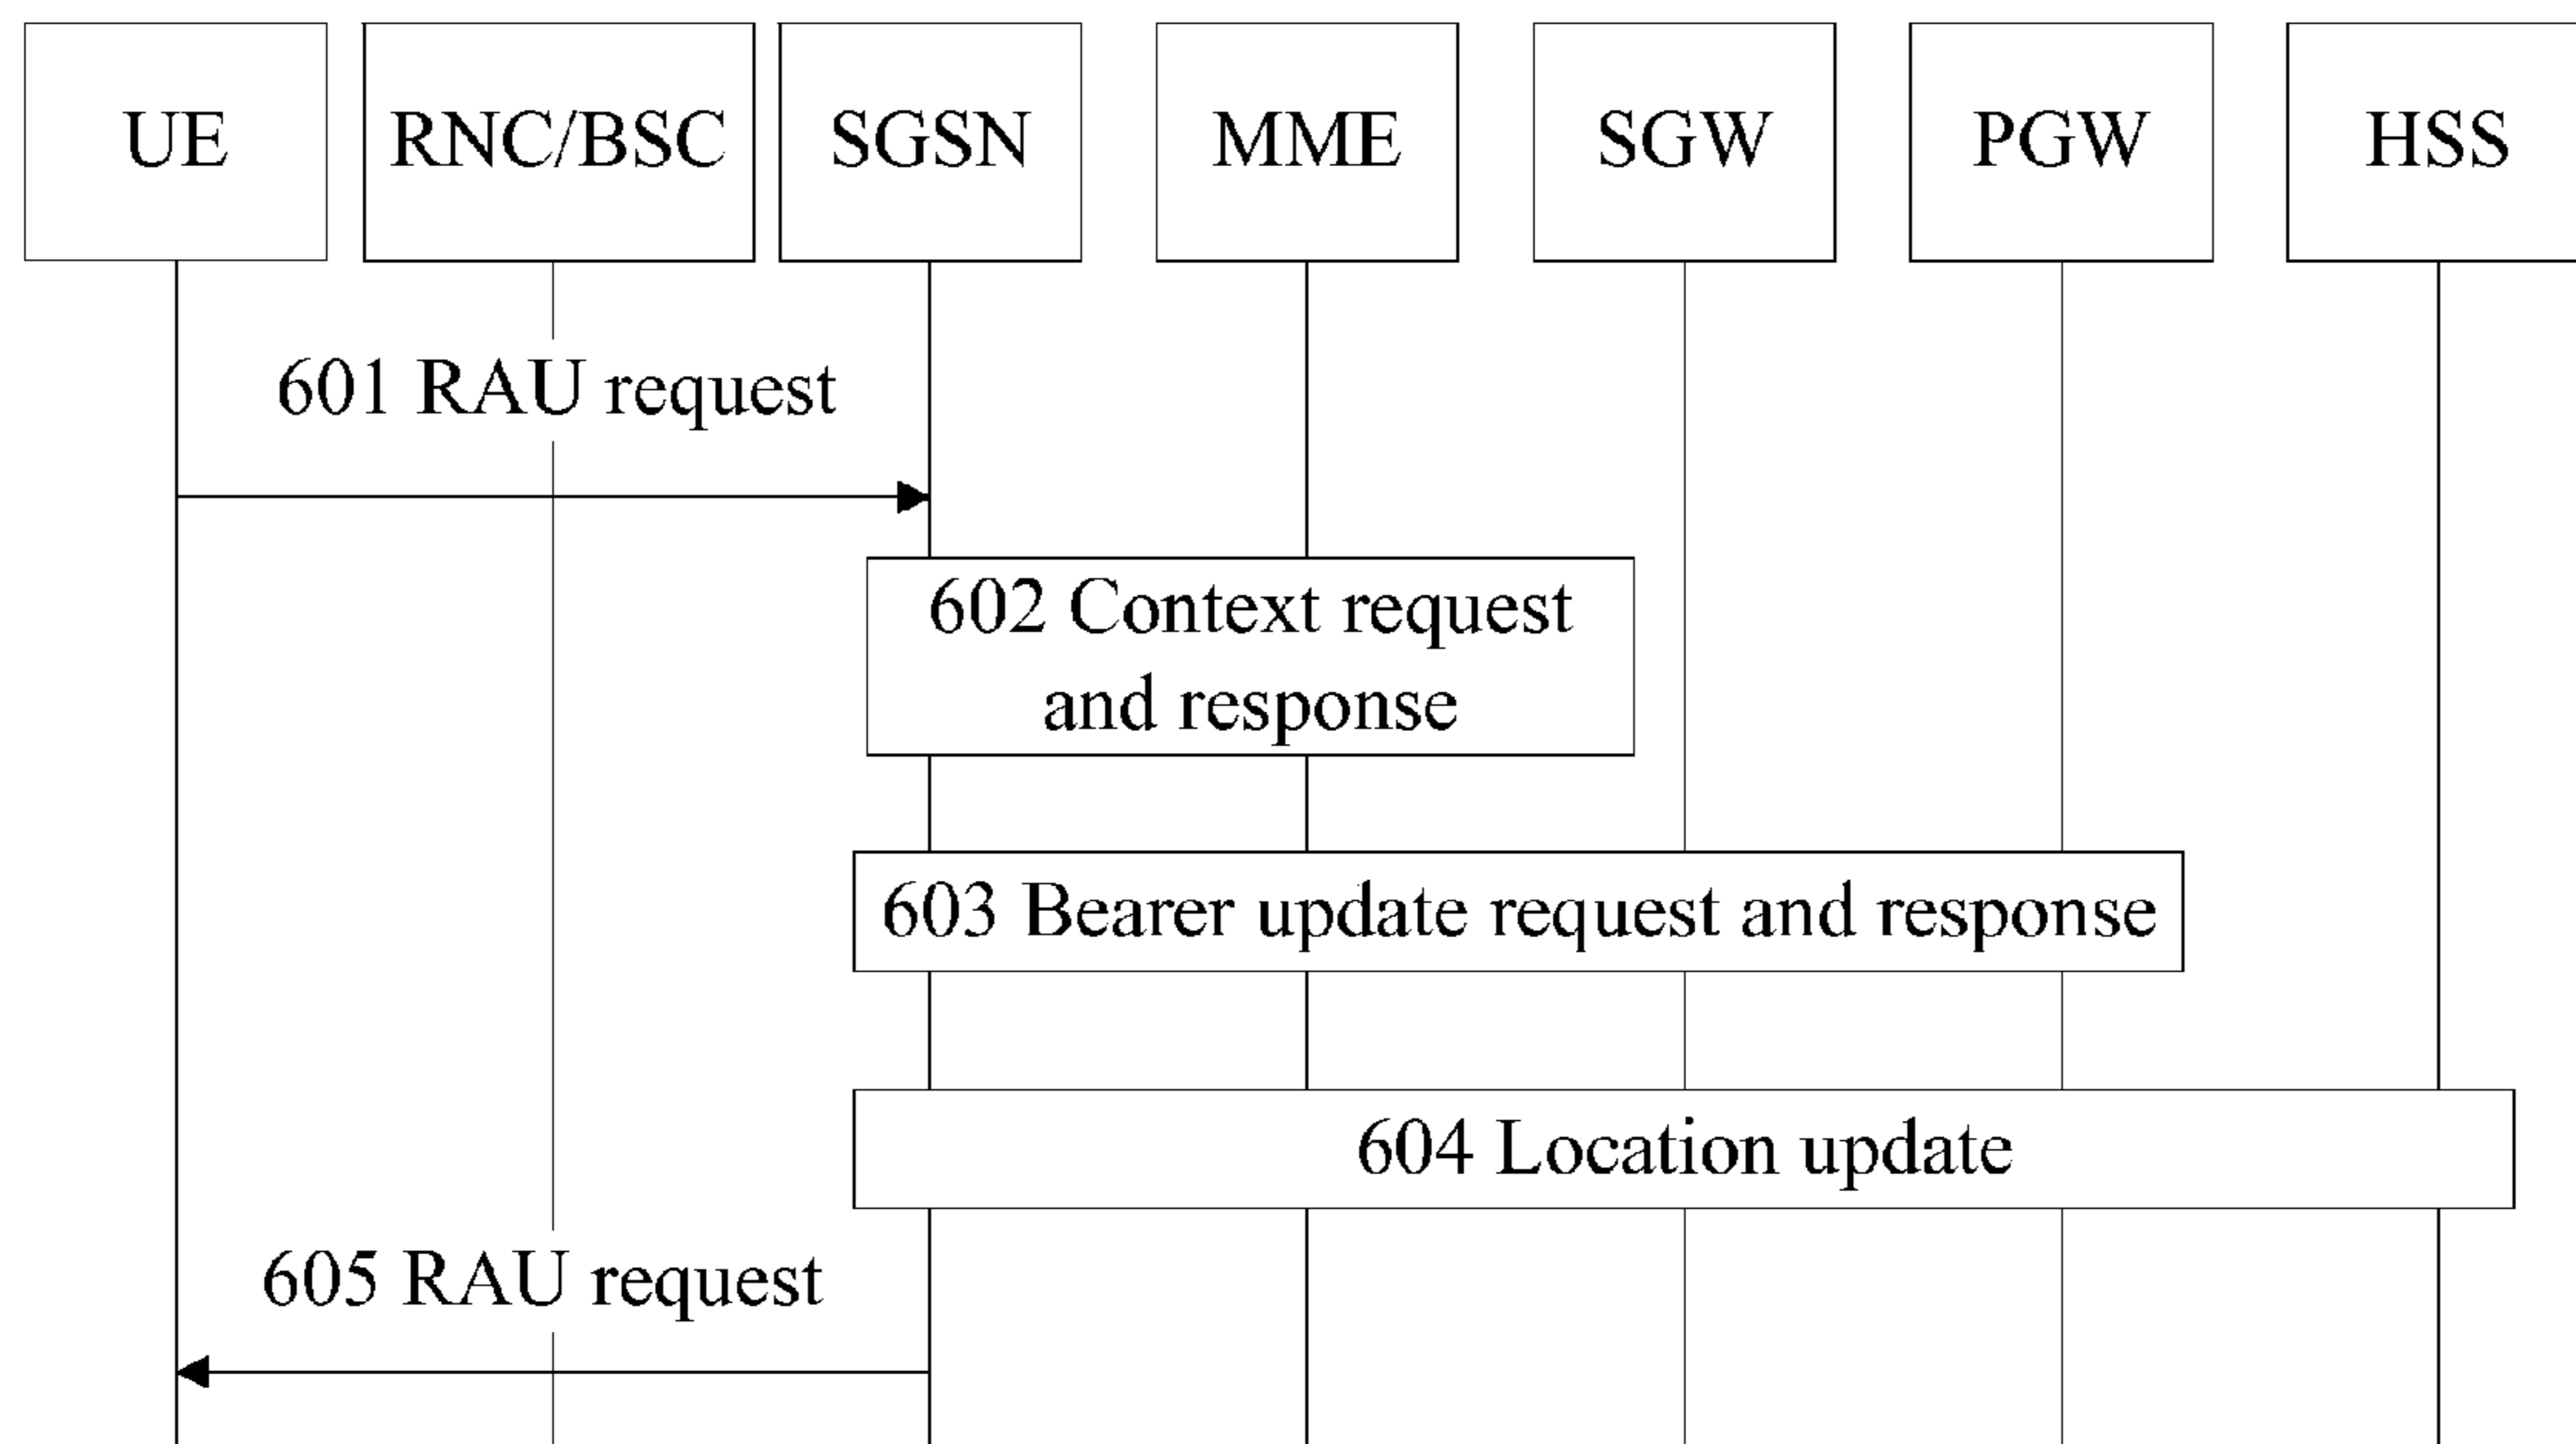 UE
RNC/BSC
SGSN
MME
SGW
PGW
HSS
601 RAU request
602 Context request
and response
603 Bearer update request and response
604 Location update
605 RAU request